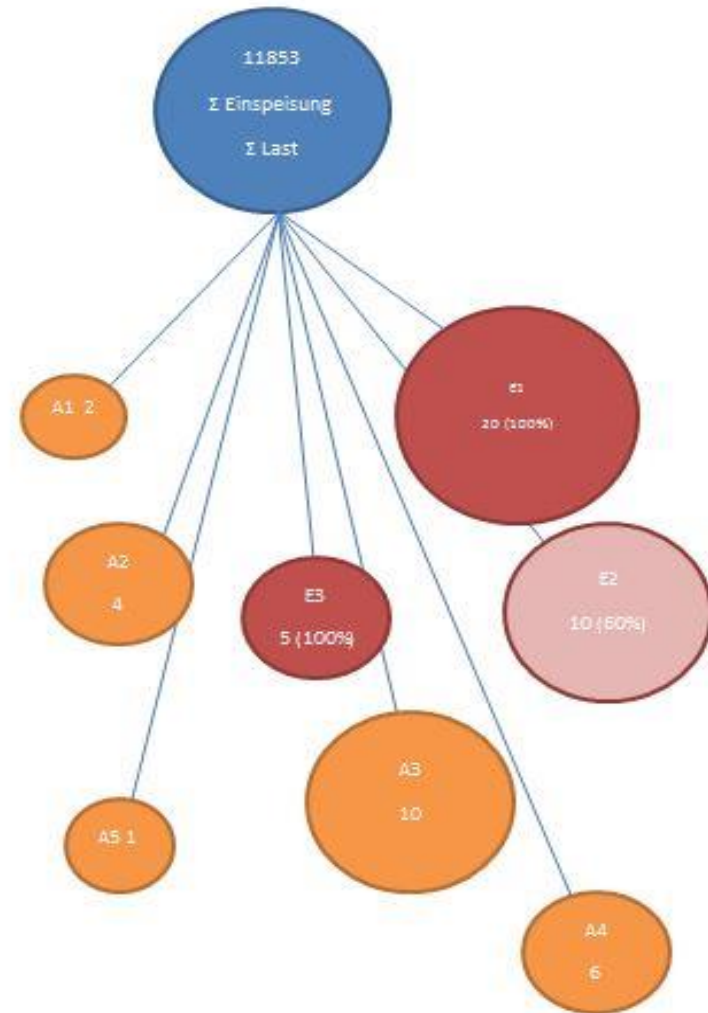 11853
Σ Einspeisung
Σ Last
A1 2
E1
20 (100%)
A2
4
E3
5 (100%)
E2
10 (60%)
A3
10
A5 1
A4
6